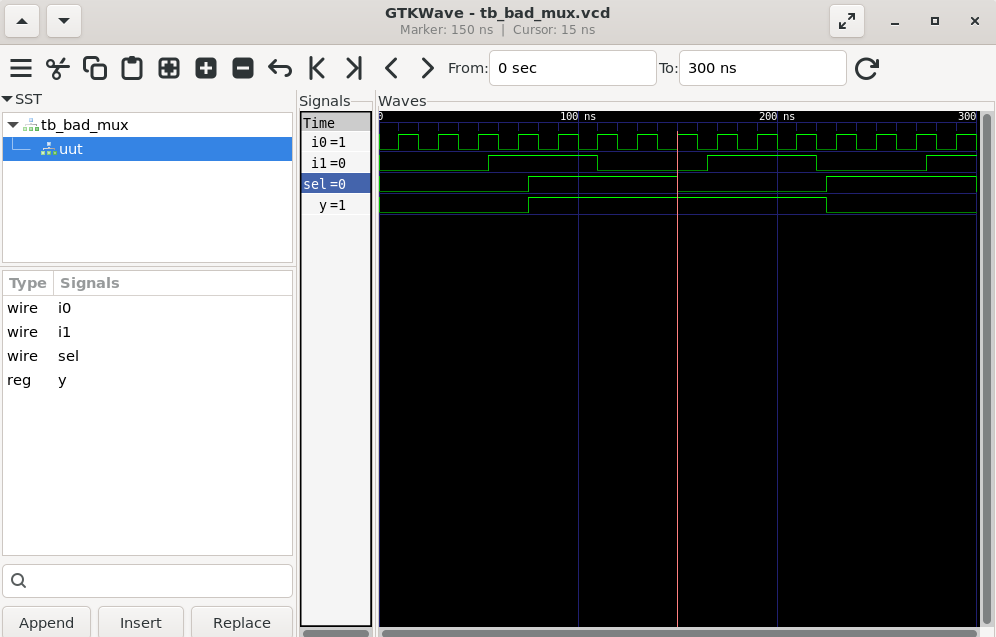 GTKWave - tb_bad_mux.vcd
Marker: 150 ns | Cursor: 15 ns
From: 0 sec To: 300 ns
SST
tb_bad_mux
uut
Type Signals
wire i0
wire i1
wire sel
reg y
Append Insert Replace
Signals
Time
i0=1
i1=0
sel=0
y=1
Waves
0 100 ns 200 ns 300